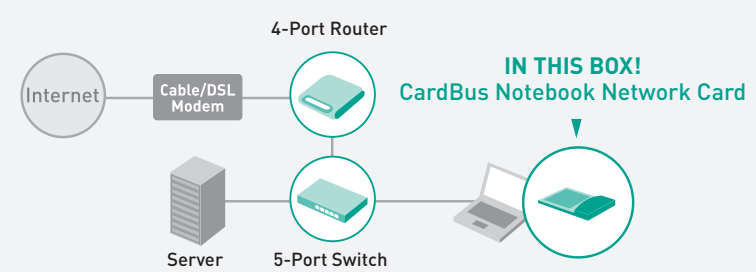 4-Port Router
IN THIS BOX!
CardBus Notebook Network Card
Internet
Cable/DSL
Modem
Server
5-Port Switch